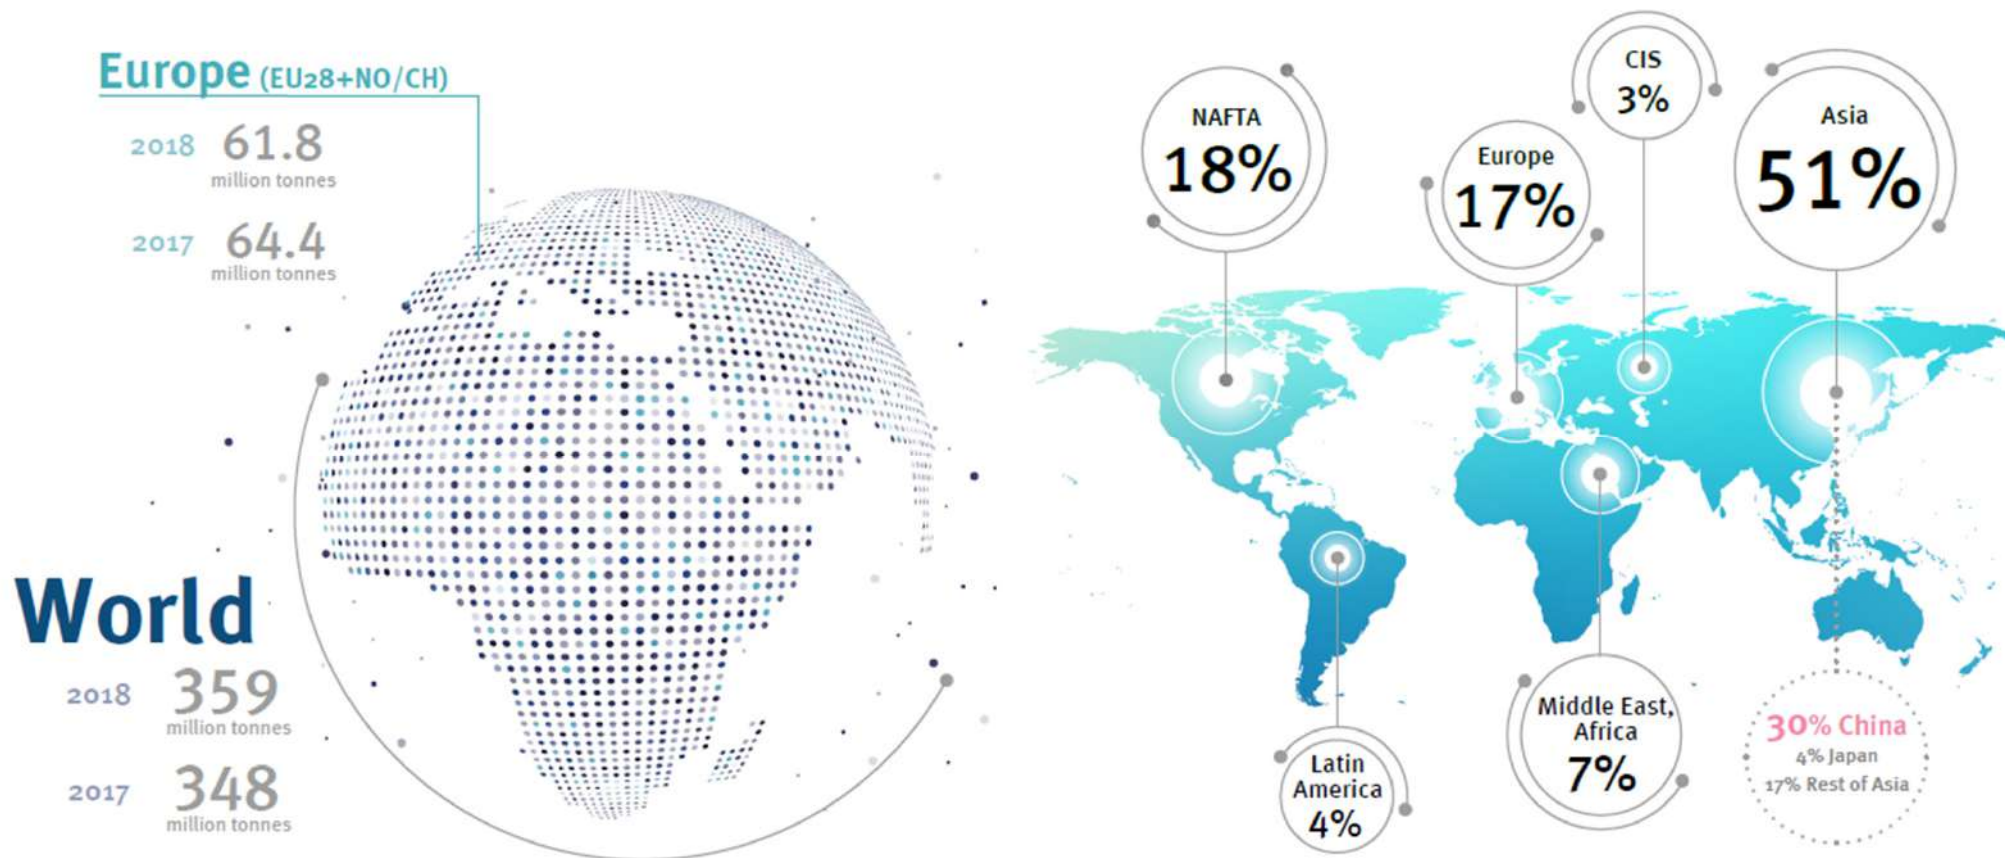 Europe (EU28+NO/CH)
2018 61.8
million tonnes
2017 64.4
million tonnes
World
2018 359
million tonnes
2017 348
million tonnes
NAFTA
18%
Europe
17%
CIS
3%
Asia
51%
Latin
America
4%
Middle East,
Africa
7%
30% China
4% Japan
17% Rest of Asia